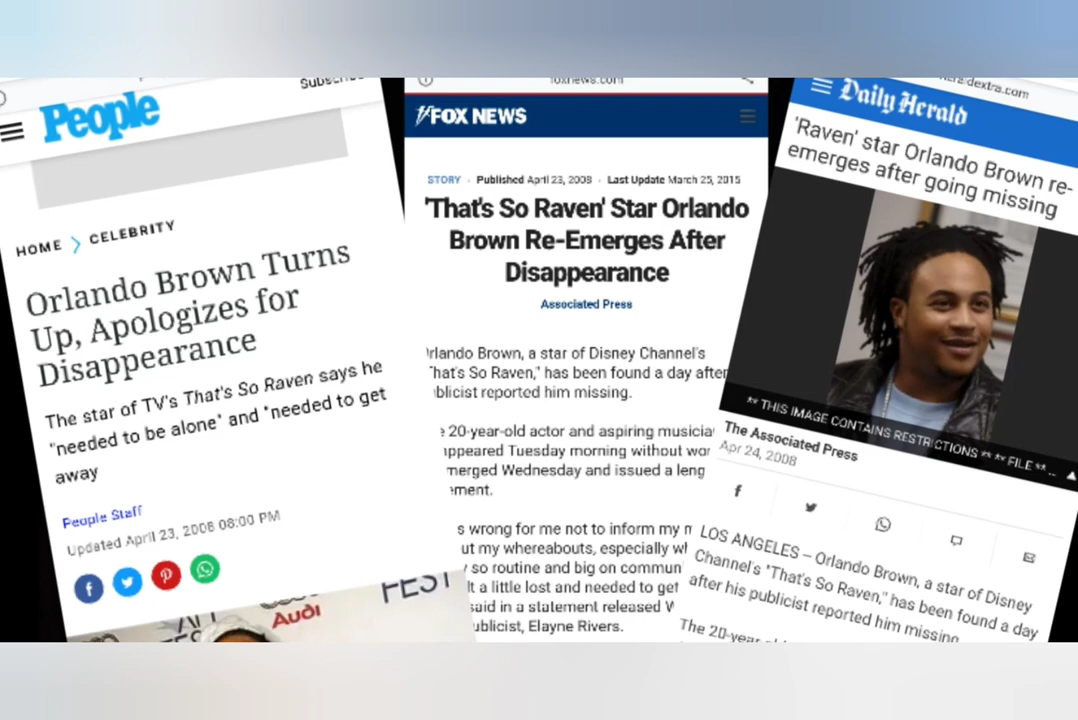 Subscribe
People
HOME > CELEBRITY
Orlando Brown Turns
Up, Apologizes for
Disappearance
The star of TV's That's So Raven says he
"needed to be alone" and "needed to get
away
People Staff
Updated April 23, 2008 08:00 PM
FEST
Audi
foxnews.com
FOX NEWS
STORY · Published April 23, 2008 · Last Update March 25, 2015
'That's So Raven' Star Orlando
Brown Re-Emerges After
Disappearance
Associated Press
rlando Brown, a star of Disney Channel's
hat's So Raven," has been found a day after
blicist reported him missing.
e 20-year-old actor and aspiring musicia
appeared Tuesday morning without wor
merged Wednesday and issued a leng
ement.
s wrong for me not to inform my m
ut my whereabouts, especially wh
so routine and big on commun
lt a little lost and needed to get
said in a statement released W
ublicist, Elayne Rivers.
dextra.com
Daily Herald
'Raven' star Orlando Brown re-
emerges after going missing
** THIS IMAGE CONTAINS RESTRICTIONS ** ** FILE ** ...
The Associated Press
Apr 24, 2008
LOS ANGELES – Orlando Brown, a star of Disney
Channel's "That's So Raven," has been found a day
after his publicist reported him missing.
The 20-year-ol